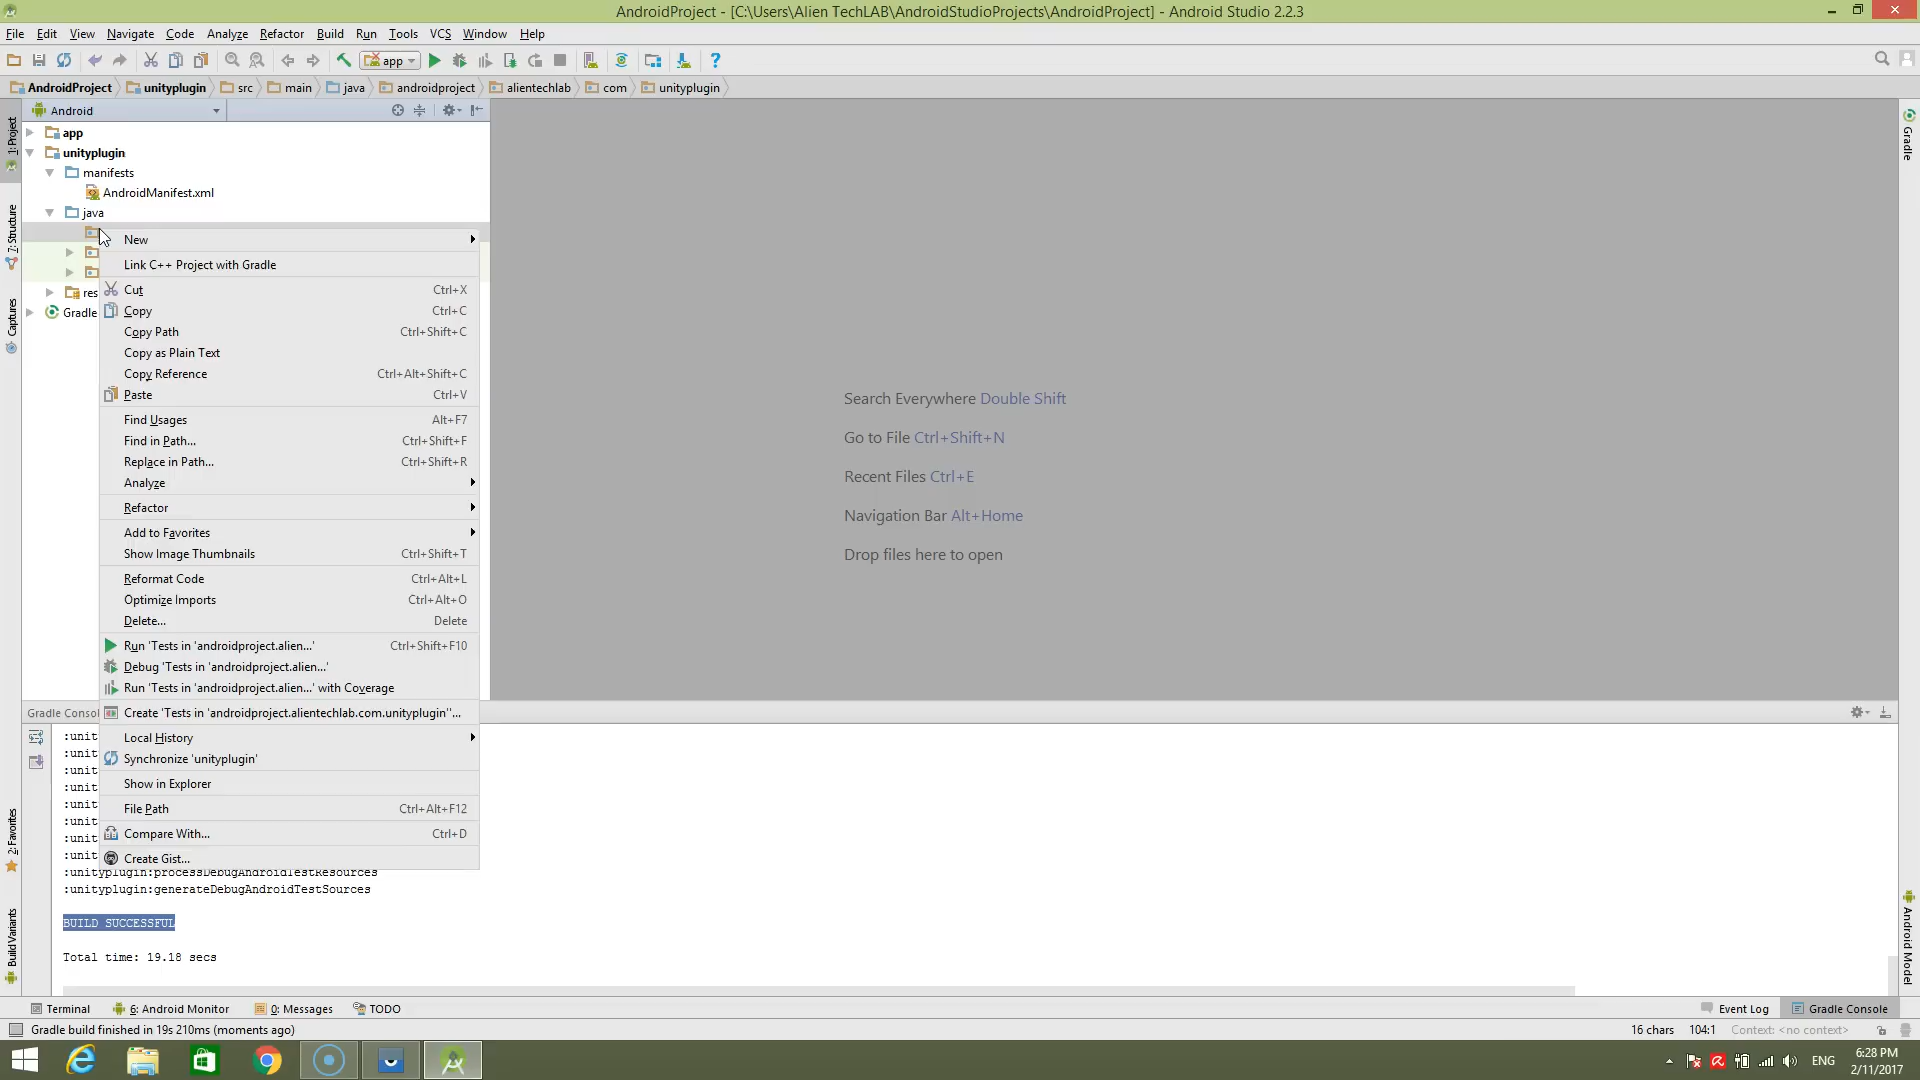 AndroidProject - [C:\Users\Alien TechLAB\AndroidStudioProjects\AndroidProject] - Android Studio 2.2.3
File Edit View Navigate Code Analyze Refactor Build Run Tools VCS Window Help
app
AndroidProject unityplugin src main java androidproject alientechlab com unityplugin
Android
1: Project
7: Structure
Captures
2: Favorites
Build Variants
app
unityplugin
manifests
AndroidManifest.xml
java
res
Gradle
New
Link C++ Project with Gradle
Cut Ctrl+X
Copy Ctrl+C
Copy Path Ctrl+Shift+C
Copy as Plain Text
Copy Reference Ctrl+Alt+Shift+C
Paste Ctrl+V
Find Usages Alt+F7
Find in Path... Ctrl+Shift+F
Replace in Path... Ctrl+Shift+R
Analyze
Refactor
Add to Favorites
Show Image Thumbnails Ctrl+Shift+T
Reformat Code Ctrl+Alt+L
Optimize Imports Ctrl+Alt+O
Delete... Delete
Run 'Tests in 'androidproject.alien...' Ctrl+Shift+F10
Debug 'Tests in 'androidproject.alien...'
Run 'Tests in 'androidproject.alien...' with Coverage
Create 'Tests in 'androidproject.alientechlab.com.unityplugin''...
Local History
Synchronize 'unityplugin'
Show in Explorer
File Path Ctrl+Alt+F12
Compare With... Ctrl+D
Create Gist...
Search Everywhere Double Shift
Go to File Ctrl+Shift+N
Recent Files Ctrl+E
Navigation Bar Alt+Home
Drop files here to open
Gradle
Android Model
Gradle Consol
:unit
:unit
:unit
:unit
:unit
:unit
:unit
:unit
:unityplugin:processDebugAndroidTestResources
:unityplugin:generateDebugAndroidTestSources
BUILD SUCCESSFUL
Total time: 19.18 secs
Terminal 6: Android Monitor 0: Messages TODO Event Log Gradle Console
Gradle build finished in 19s 210ms (moments ago) 16 chars 104:1 Context: <no context>
ENG 6:28 PM
2/11/2017